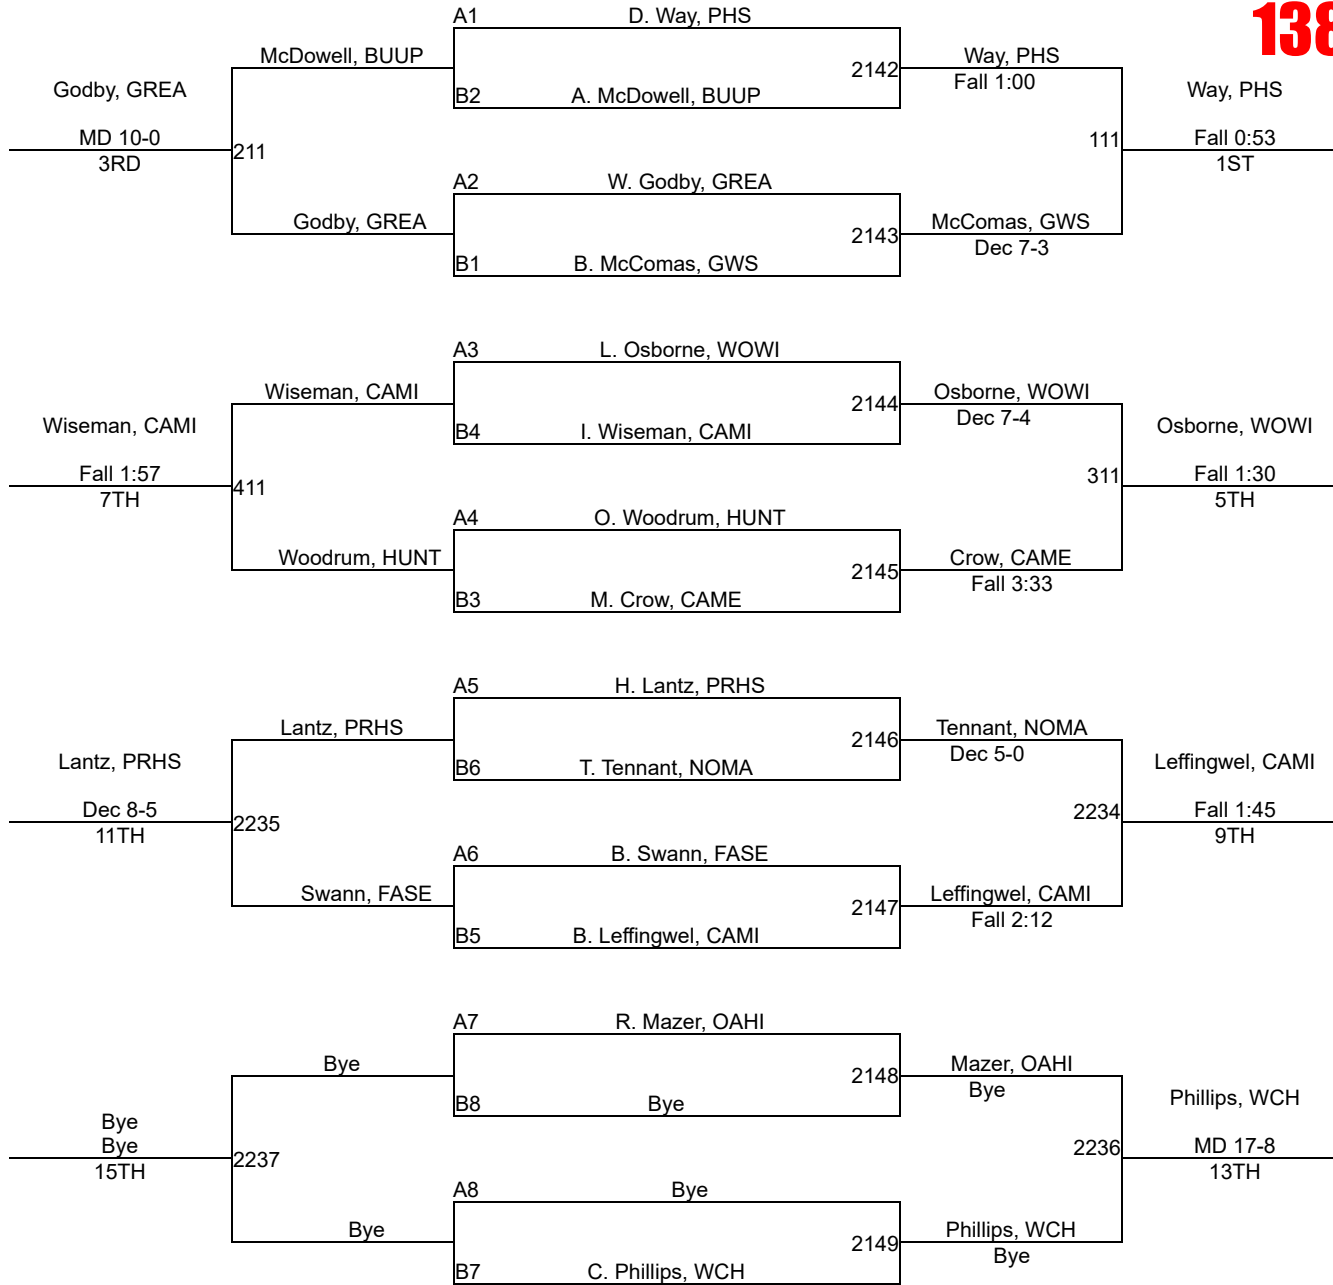 138
A1 D. Way, PHS
McDowell, BUUP
Way, PHS
2142
Fall 1:00
Godby, GREA
B2 A. McDowell, BUUP
Way, PHS
MD 10-0
211
111
Fall 0:53
3RD
1ST
A2 W. Godby, GREA
Godby, GREA
McComas, GWS
2143
Dec 7-3
B1 B. McComas, GWS
A3 L. Osborne, WOWI
Wiseman, CAMI
Osborne, WOWI
2144
Dec 7-4
Wiseman, CAMI
B4 I. Wiseman, CAMI
Osborne, WOWI
Fall 1:57
411
311
Fall 1:30
7TH
5TH
A4 O. Woodrum, HUNT
Woodrum, HUNT
Crow, CAME
2145
Fall 3:33
B3 M. Crow, CAME
A5 H. Lantz, PRHS
Lantz, PRHS
Tennant, NOMA
2146
Dec 5-0
Lantz, PRHS
B6 T. Tennant, NOMA
Leffingwel, CAMI
Dec 8-5
2235
2234
Fall 1:45
11TH
9TH
A6 B. Swann, FASE
Swann, FASE
Leffingwel, CAMI
2147
Fall 2:12
B5 B. Leffingwel, CAMI
A7 R. Mazer, OAHI
Bye
Mazer, OAHI
2148
Bye
B8 Bye
Phillips, WCH
Bye
Bye
2237
2236
MD 17-8
15TH
13TH
A8 Bye
Bye
Phillips, WCH
2149
Bye
B7 C. Phillips, WCH